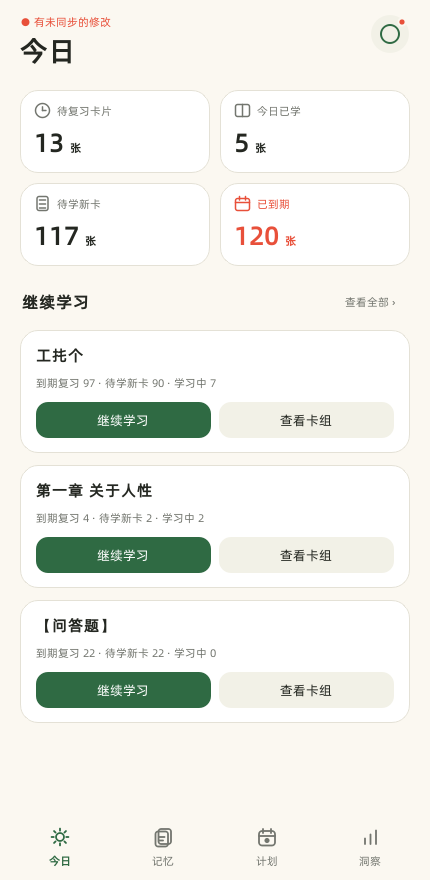 有未同步的修改
今日
待复习卡片
13 张
今日已学
5 张
待学新卡
117 张
已到期
120 张
继续学习
查看全部 ›
工㧋个
到期复习 97 · 待学新卡 90 · 学习中 7
继续学习
查看卡组
第一章 关于人性
到期复习 4 · 待学新卡 2 · 学习中 2
继续学习
查看卡组
【问答题】
到期复习 22 · 待学新卡 22 · 学习中 0
继续学习
查看卡组
今日
记忆
计划
洞察